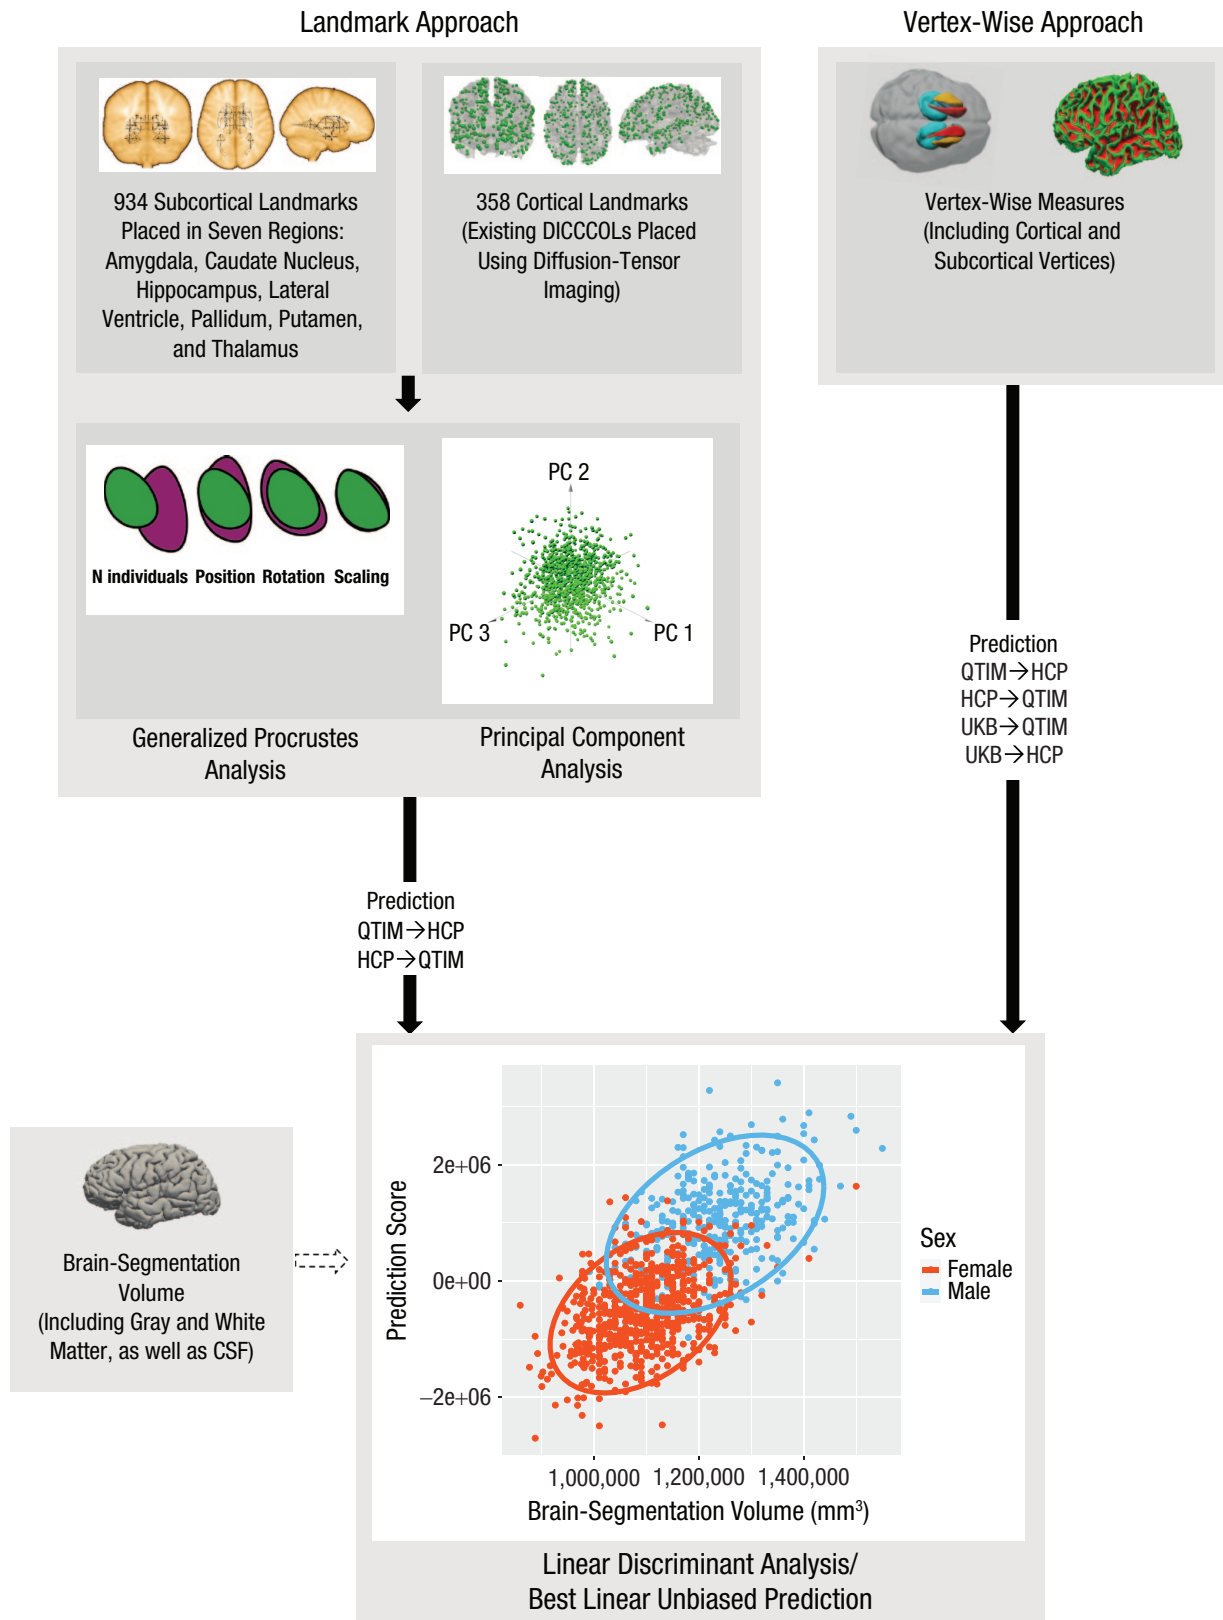 Landmark Approach
Vertex-Wise Approach
934 Subcortical Landmarks
Placed in Seven Regions:
Amygdala, Caudate Nucleus,
Hippocampus, Lateral
Ventricle, Pallidum, Putamen,
and Thalamus
358 Cortical Landmarks
(Existing DICCCOLs Placed
Using Diffusion-Tensor
Imaging)
Vertex-Wise Measures
(Including Cortical and
Subcortical Vertices)
N individuals Position Rotation Scaling
PC 2
PC 3
PC 1
Generalized Procrustes
Analysis
Principal Component
Analysis
Prediction
QTIM→HCP
HCP→QTIM
UKB→QTIM
UKB→HCP
Prediction
QTIM→HCP
HCP→QTIM
Brain-Segmentation
Volume
(Including Gray and White
Matter, as well as CSF)
Prediction Score
2e+06
0e+00
−2e+06
1,000,000 1,200,000 1,400,000
Brain-Segmentation Volume (mm³)
Sex
Female
Male
Linear Discriminant Analysis/
Best Linear Unbiased Prediction